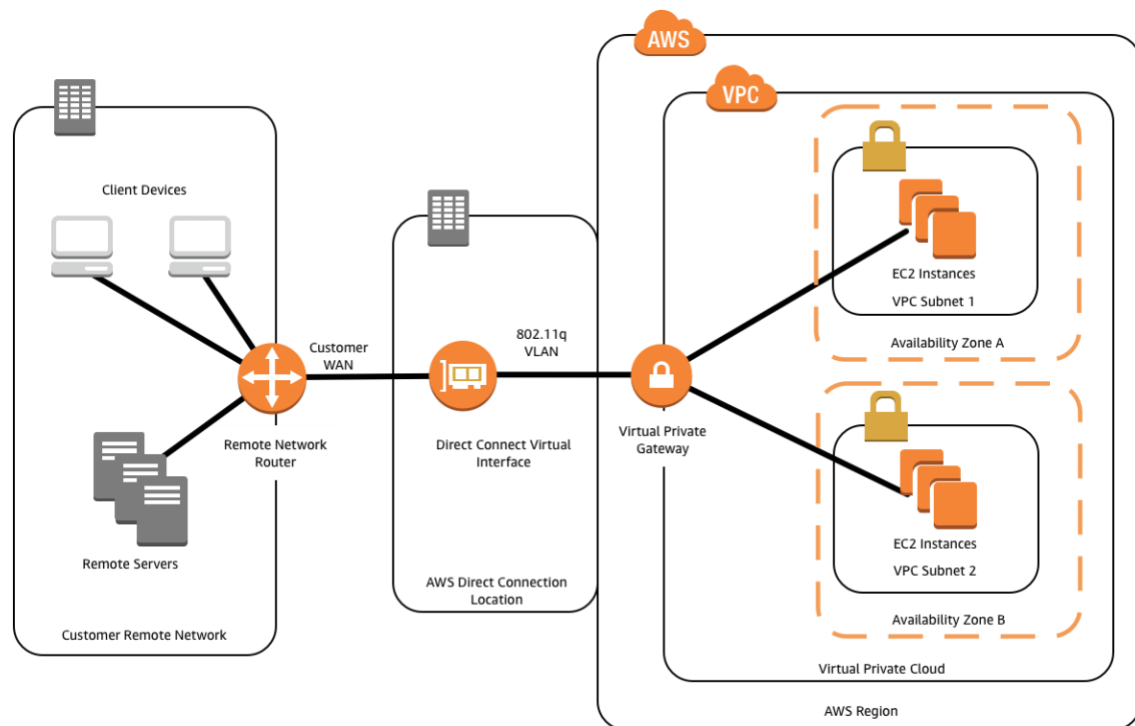 AWS
VPC
Client Devices
EC2 Instances
VPC Subnet 1
Availability Zone A
Customer
WAN
802.11q
VLAN
Remote Network
Router
Direct Connect Virtual
Interface
Virtual Private
Gateway
Remote Servers
EC2 Instances
VPC Subnet 2
AWS Direct Connection
Location
Availability Zone B
Customer Remote Network
Virtual Private Cloud
AWS Region